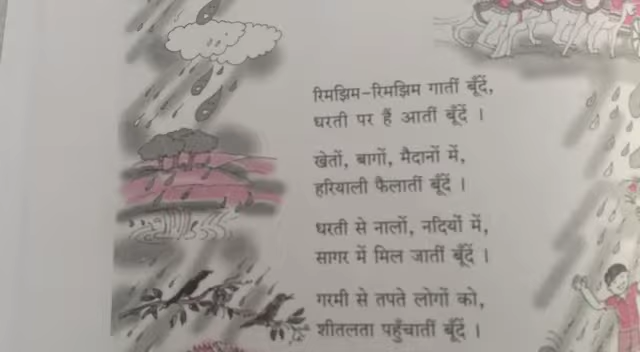 रिमझिम-रिमझिम गातीं बूँदें,
धरती पर हैं आतीं बूँदें ।
खेतों, बागों, मैदानों में,
हरियाली फैलातीं बूँदें ।
धरती से नालों, नदियों में,
सागर में मिल जातीं बूँदें ।
गरमी से तपते लोगों को,
शीतलता पहुँचातीं बूँदें ।